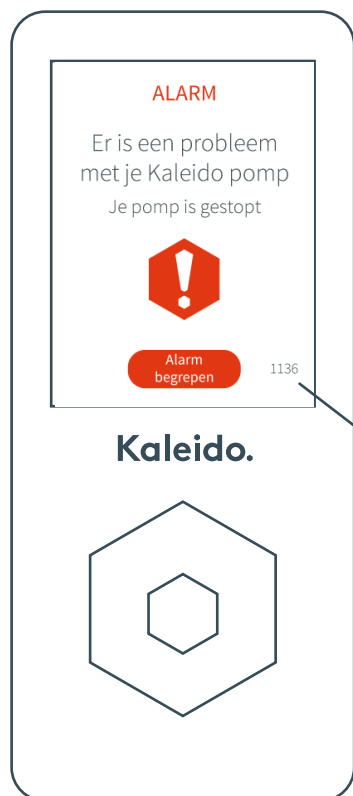 ALARM
Er is een probleem
met je Kaleido pomp
Je pomp is gestopt
Alarm
begrepen
1136
Kaleido.